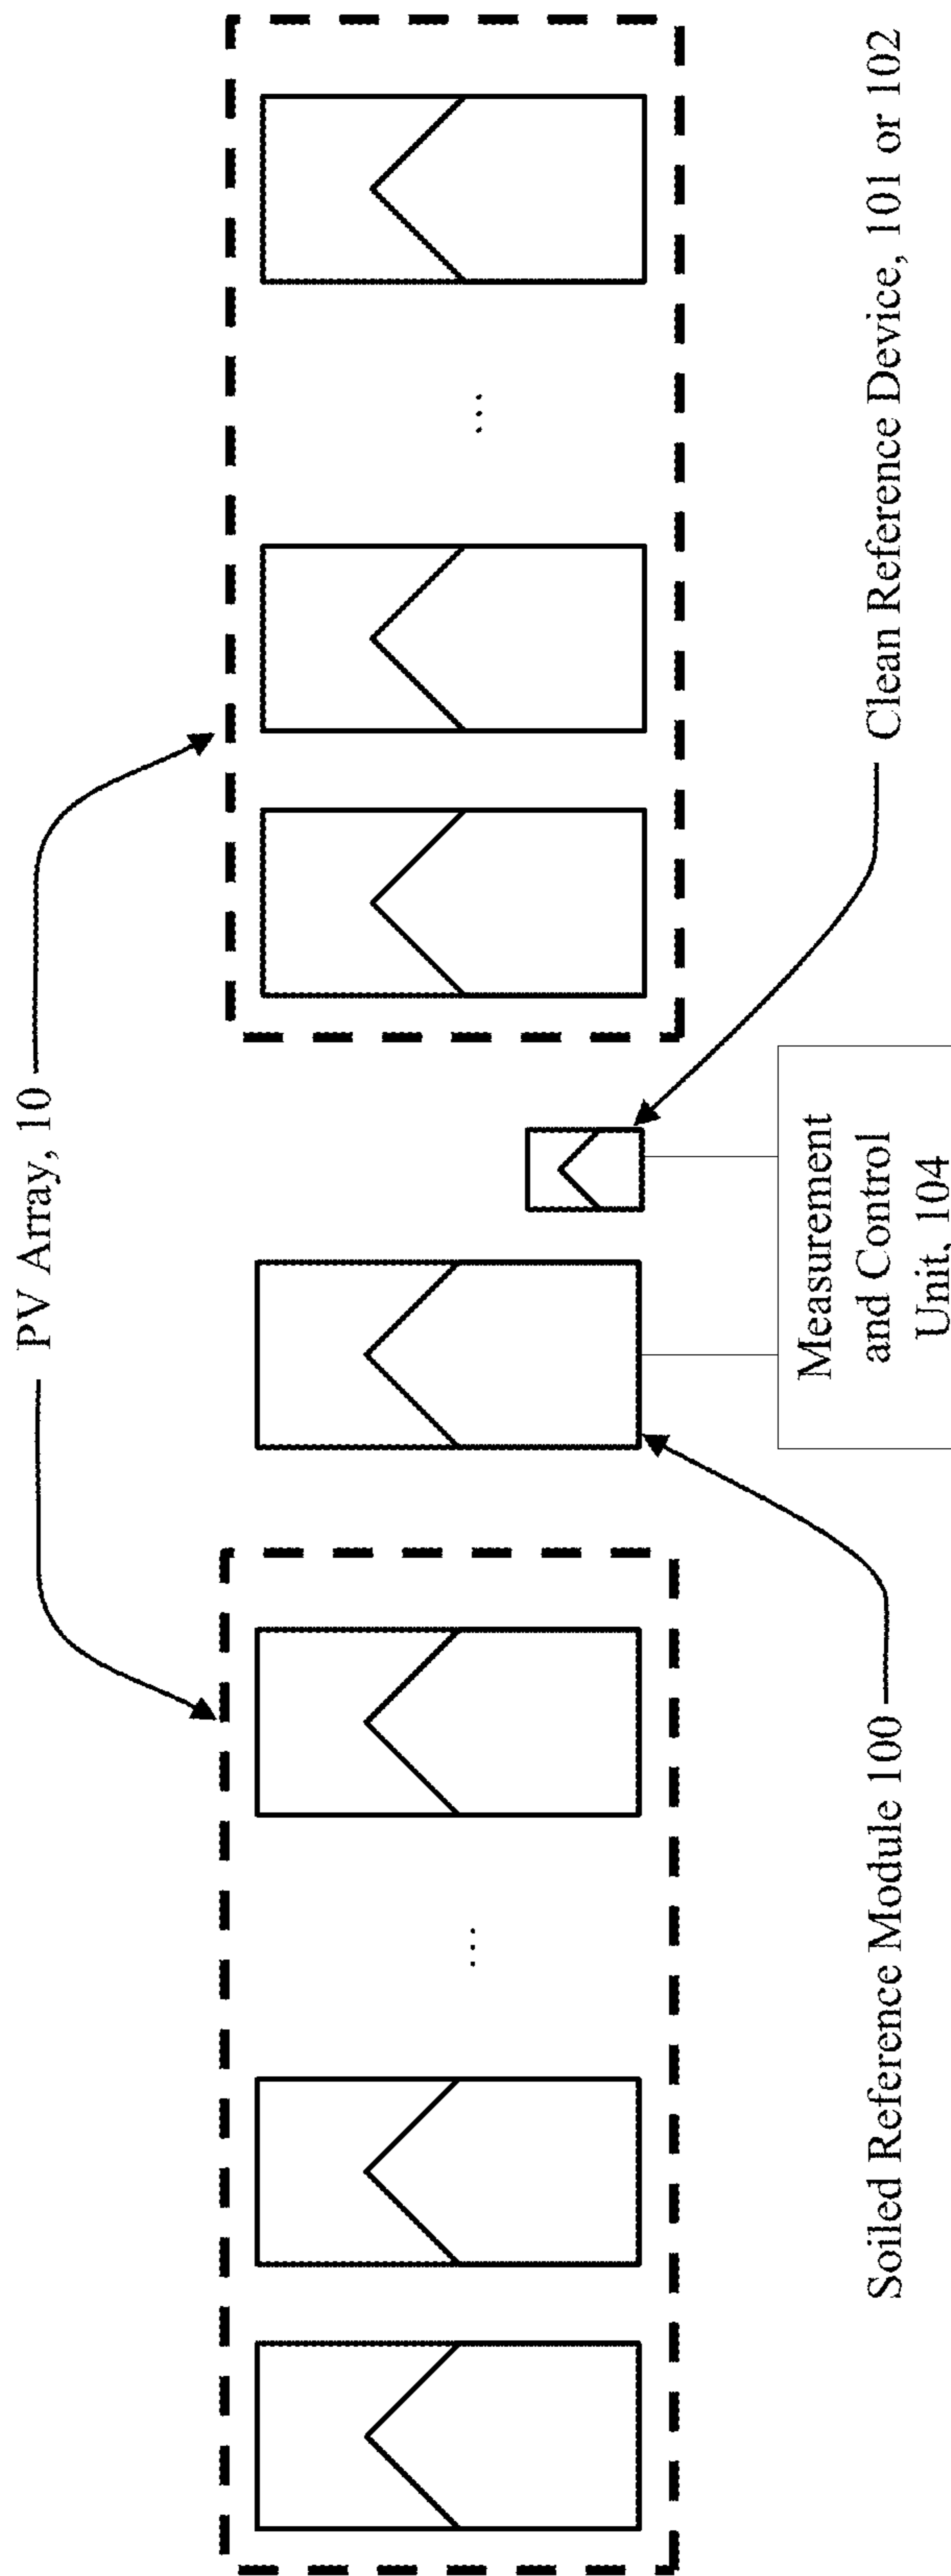 PV Array, 10
...
...
Soiled Reference Module 100
Measurement
and Control
Unit, 104
Clean Reference Device, 101 or 102